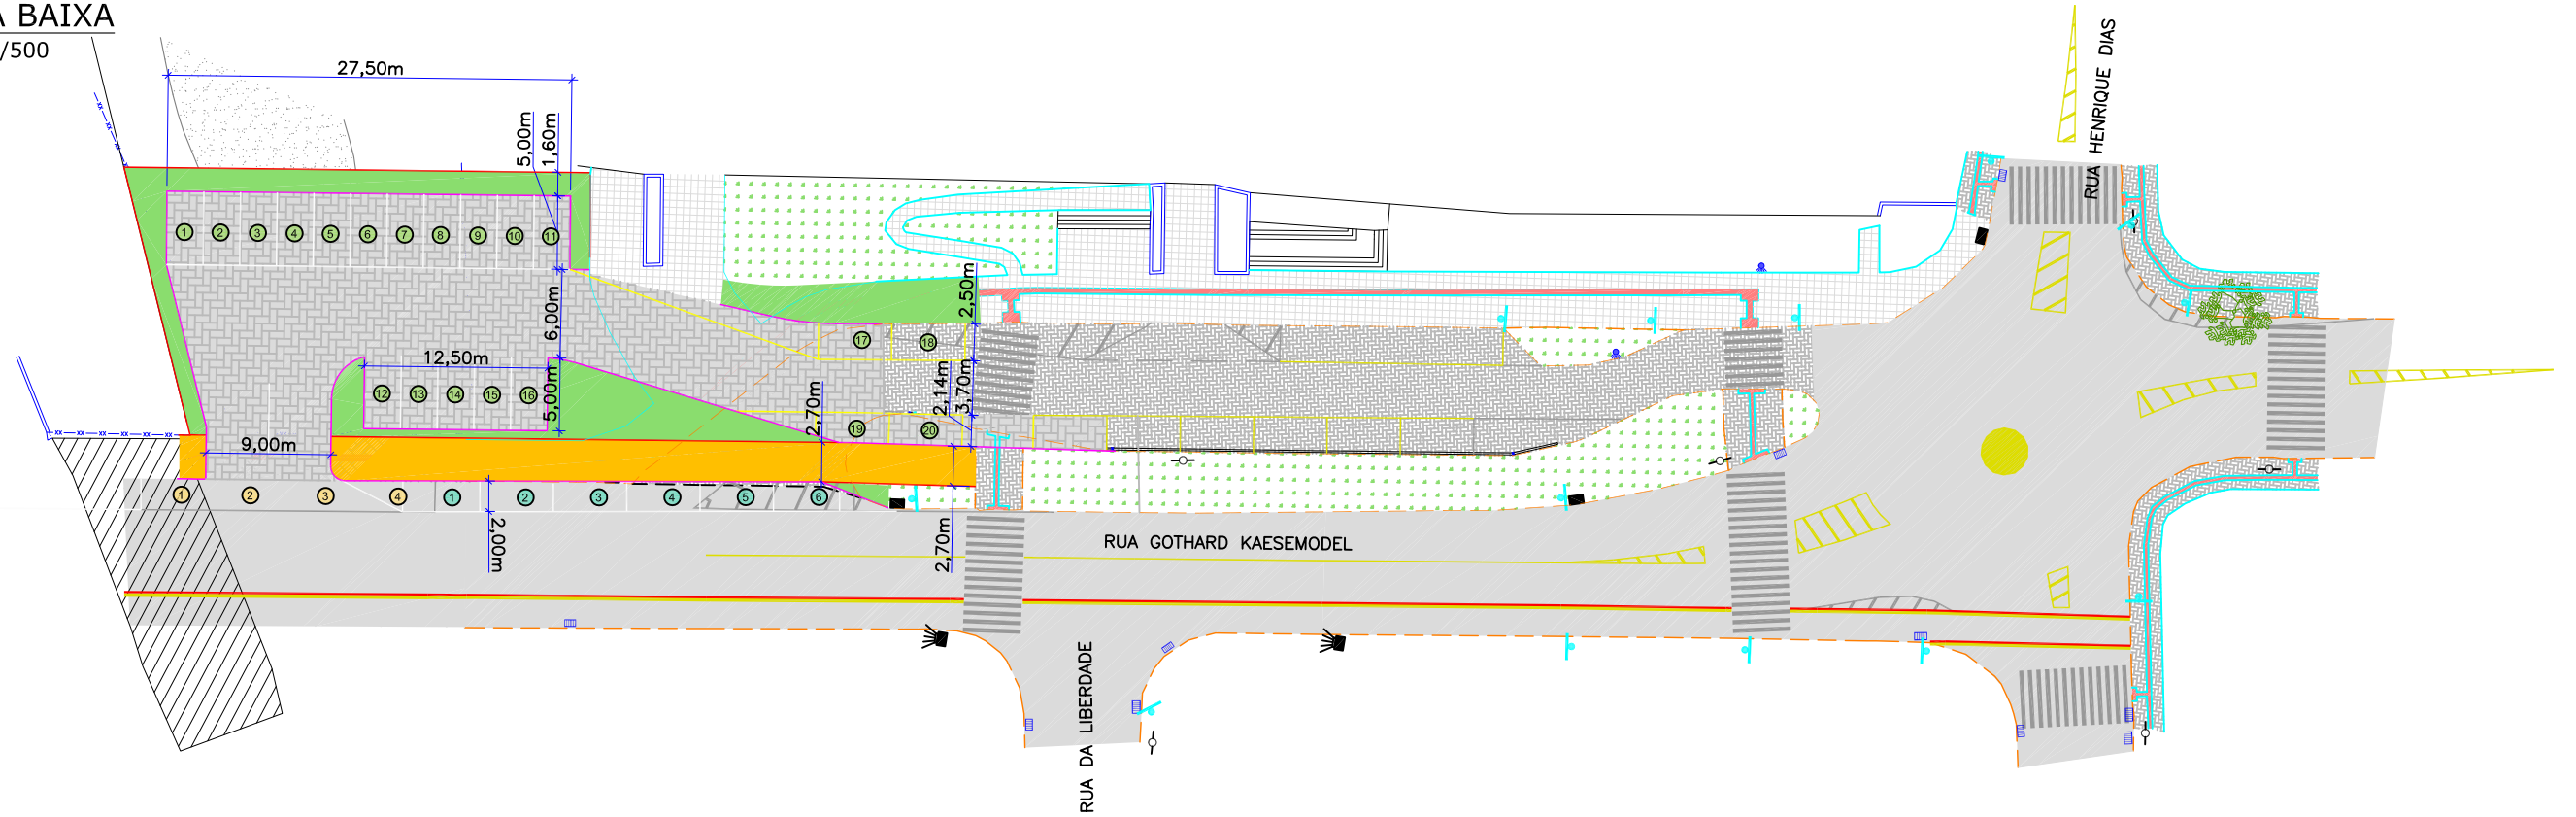 A BAIXA
/500
27,50m
5,00m
1,60m
RUA HENRIQUE DIAS
1 2 3 4 5 6 7 8 9 10 11
6,00m
2,50m
17 18
12,50m
12 13 14 15 16
5,00m
2,70m
2,14m
3,70m
19 20
9,00m
1 2 3 4 1 2 3 4 5 6
2,00m
2,70m
RUA GOTHARD KAESEMODEL
RUA DA LIBERDADE